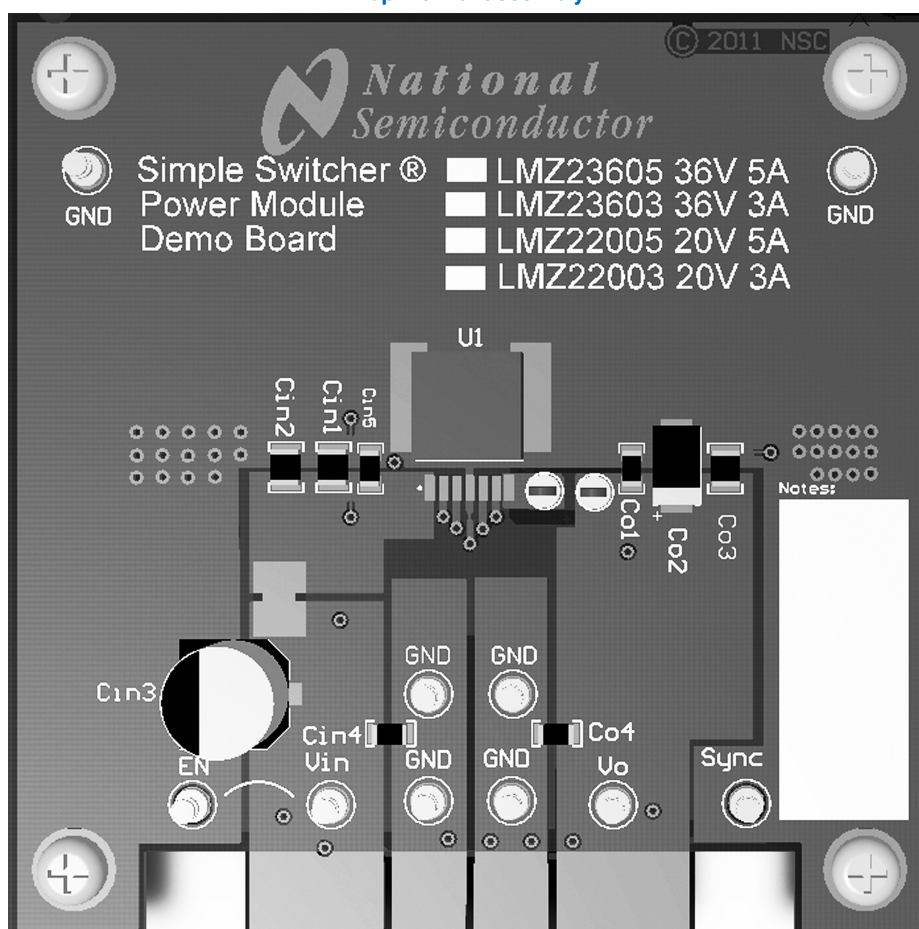 © 2011 NSC
National
Semiconductor
Simple Switcher ®
Power Module
Demo Board
LMZ23605 36V 5A
LMZ23603 36V 3A
LMZ22005 20V 5A
LMZ22003 20V 3A
GND
GND
U1
Cin2
Cin1
Cin5
Notes:
Co1
+
Co2
Co3
GND
GND
Cin3
Cin4
Co4
EN
Vin
GND
GND
Vo
Sync